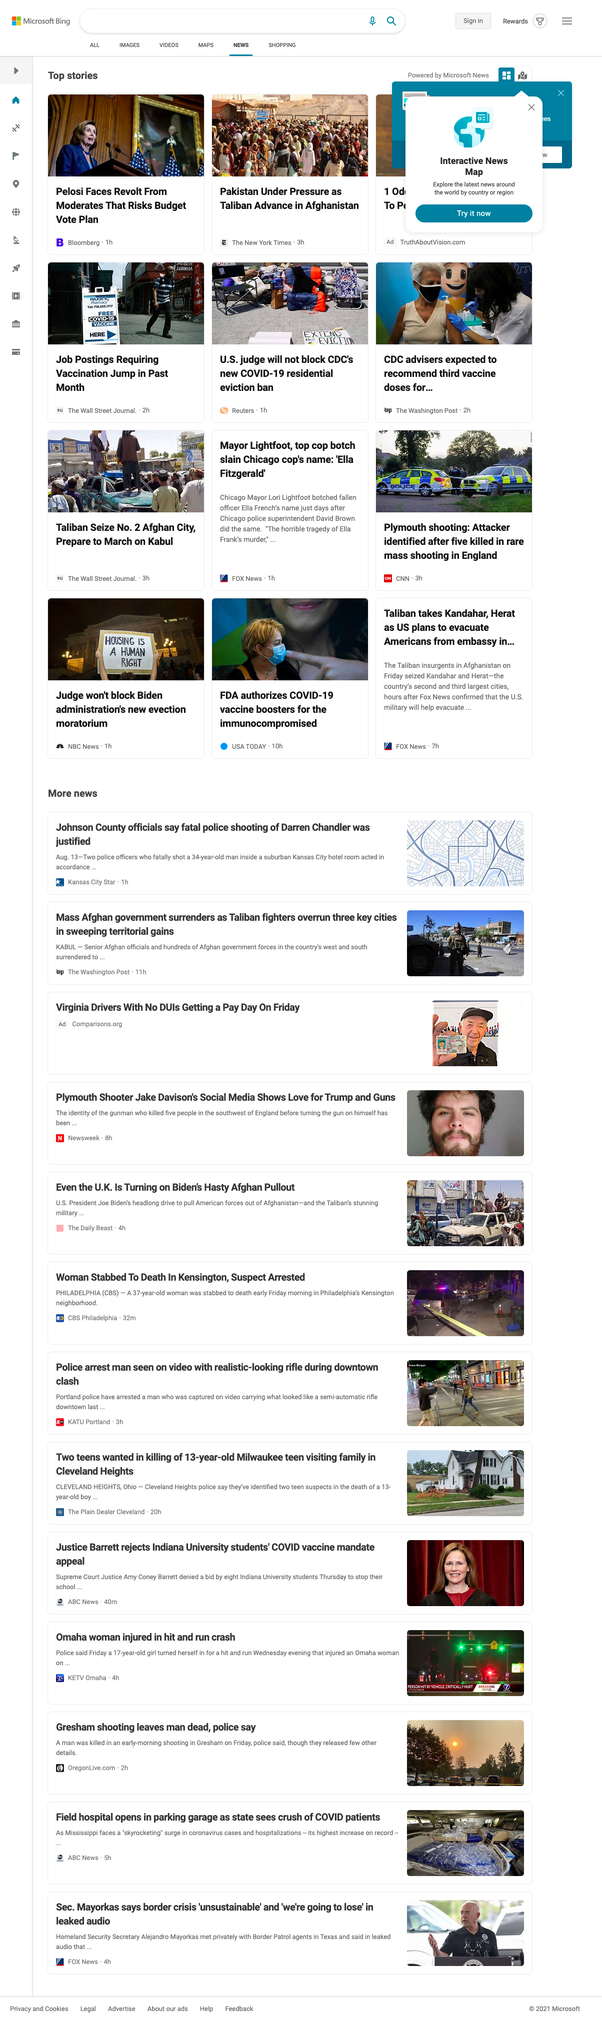 Microsoft Bing
Sign in
Rewards
ALL
IMAGES
VIDEOS
MAPS
NEWS
SHOPPING
Top stories
Powered by Microsoft News
Interactive News
Map
Explore the latest news around
the world by country or region
Try it now
Pelosi Faces Revolt From
Moderates That Risks Budget
Vote Plan
Bloomberg · 1h
Pakistan Under Pressure as
Taliban Advance in Afghanistan
The New York Times · 3h
1 Od
To Pe
Ad TruthAboutVision.com
FREE
COVID-19
VACCINE
HERE
Job Postings Requiring
Vaccination Jump in Past
Month
The Wall Street Journal. · 2h
U.S. judge will not block CDC's
new COVID-19 residential
eviction ban
Reuters · 1h
CDC advisers expected to
recommend third vaccine
doses for...
The Washington Post · 2h
Taliban Seize No. 2 Afghan City,
Prepare to March on Kabul
The Wall Street Journal. · 3h
Mayor Lightfoot, top cop botch
slain Chicago cop's name: 'Ella
Fitzgerald'
Chicago Mayor Lori Lightfoot botched fallen
officer Ella French's name just days after
Chicago police superintendent David Brown
did the same. "The horrible tragedy of Ella
Frank's murder," ...
FOX News · 1h
Plymouth shooting: Attacker
identified after five killed in rare
mass shooting in England
CNN · 3h
HOUSING IS
A HUMAN
RIGHT
Judge won't block Biden
administration's new evection
moratorium
NBC News · 1h
FDA authorizes COVID-19
vaccine boosters for the
immunocompromised
USA TODAY · 10h
Taliban takes Kandahar, Herat
as US plans to evacuate
Americans from embassy in...
The Taliban insurgents in Afghanistan on
Friday seized Kandahar and Herat—the
country's second and third largest cities,
hours after Fox News confirmed that the U.S.
military will help evacuate ...
FOX News · 7h
More news
Johnson County officials say fatal police shooting of Darren Chandler was
justified
Aug. 13—Two police officers who fatally shot a 34-year-old man inside a suburban Kansas City hotel room acted in
accordance ...
Kansas City Star · 1h
Mass Afghan government surrenders as Taliban fighters overrun three key cities
in sweeping territorial gains
KABUL — Senior Afghan officials and hundreds of Afghan government forces in the country's west and south
surrendered to ...
The Washington Post · 11h
Virginia Drivers With No DUIs Getting a Pay Day On Friday
Ad Comparisons.org
Plymouth Shooter Jake Davison's Social Media Shows Love for Trump and Guns
The identity of the gunman who killed five people in the southwest of England before turning the gun on himself has
been ...
Newsweek · 8h
Even the U.K. Is Turning on Biden's Hasty Afghan Pullout
U.S. President Joe Biden's headlong drive to pull American forces out of Afghanistan—and the Taliban's stunning
military ...
The Daily Beast · 4h
Woman Stabbed To Death In Kensington, Suspect Arrested
PHILADELPHIA (CBS) — A 37-year-old woman was stabbed to death early Friday morning in Philadelphia's Kensington
neighborhood.
CBS Philadelphia · 32m
Police arrest man seen on video with realistic-looking rifle during downtown
clash
Portland police have arrested a man who was captured on video carrying what looked like a semi-automatic rifle
downtown last ...
KATU Portland · 3h
Two teens wanted in killing of 13-year-old Milwaukee teen visiting family in
Cleveland Heights
CLEVELAND HEIGHTS, Ohio — Cleveland Heights police say they've identified two teen suspects in the death of a 13-
year-old boy ...
The Plain Dealer Cleveland · 20h
Justice Barrett rejects Indiana University students' COVID vaccine mandate
appeal
Supreme Court Justice Amy Coney Barrett denied a bid by eight Indiana University students Thursday to stop their
school ...
ABC News · 40m
Omaha woman injured in hit and run crash
Police said Friday a 17-year-old girl turned herself in for a hit and run Wednesday evening that injured an Omaha woman
on ...
KETV Omaha · 4h
PERSON HIT BY VEHICLE, CRITICALLY HURT
Gresham shooting leaves man dead, police say
A man was killed in an early-morning shooting in Gresham on Friday, police said, though they released few other
details.
OregonLive.com · 2h
Field hospital opens in parking garage as state sees crush of COVID patients
As Mississippi faces a "skyrocketing" surge in coronavirus cases and hospitalizations – its highest increase on record –
...
ABC News · 5h
Sec. Mayorkas says border crisis 'unsustainable' and 'we're going to lose' in
leaked audio
Homeland Security Secretary Alejandro Mayorkas met privately with Border Patrol agents in Texas and said in leaked
audio that ...
FOX News · 4h
Privacy and Cookies
Legal
Advertise
About our ads
Help
Feedback
© 2021 Microsoft